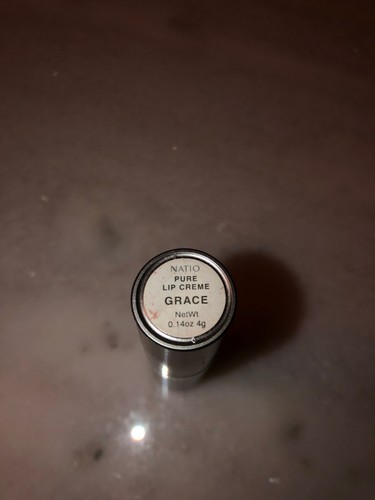 NATIO
PURE
LIP CREME
GRACE
NetWt
0.14oz 4g